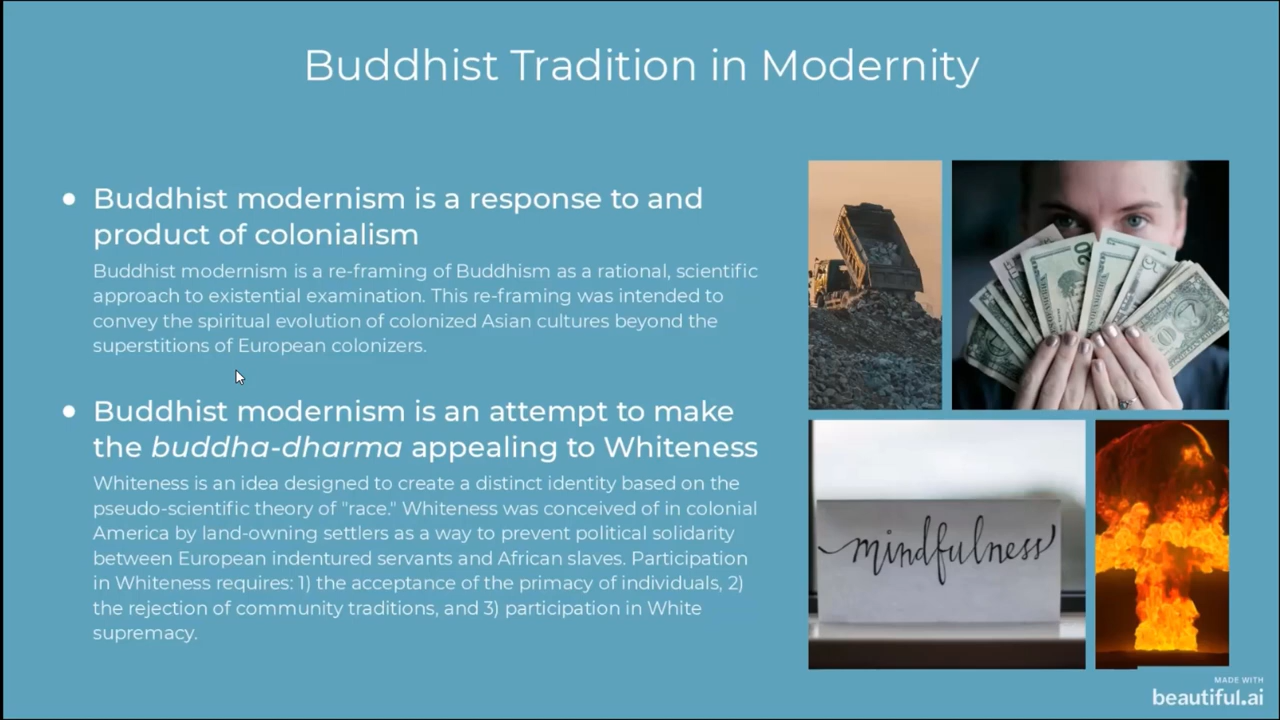 Buddhist Tradition in Modernity
Buddhist modernism is a response to and
product of colonialism
Buddhist modernism is a re-framing of Buddhism as a rational, scientific
approach to existential examination. This re-framing was intended to
convey the spiritual evolution of colonized Asian cultures beyond the
superstitions of European colonizers.
Buddhist modernism is an attempt to make
the buddha-dharma appealing to Whiteness
Whiteness is an idea designed to create a distinct identity based on the
pseudo-scientific theory of "race." Whiteness was conceived of in colonial
America by land-owning settlers as a way to prevent political solidarity
between European indentured servants and African slaves. Participation
in Whiteness requires: 1) the acceptance of the primacy of individuals, 2)
the rejection of community traditions, and 3) participation in White
supremacy.
mindfulness
MADE WITH
beautiful.ai